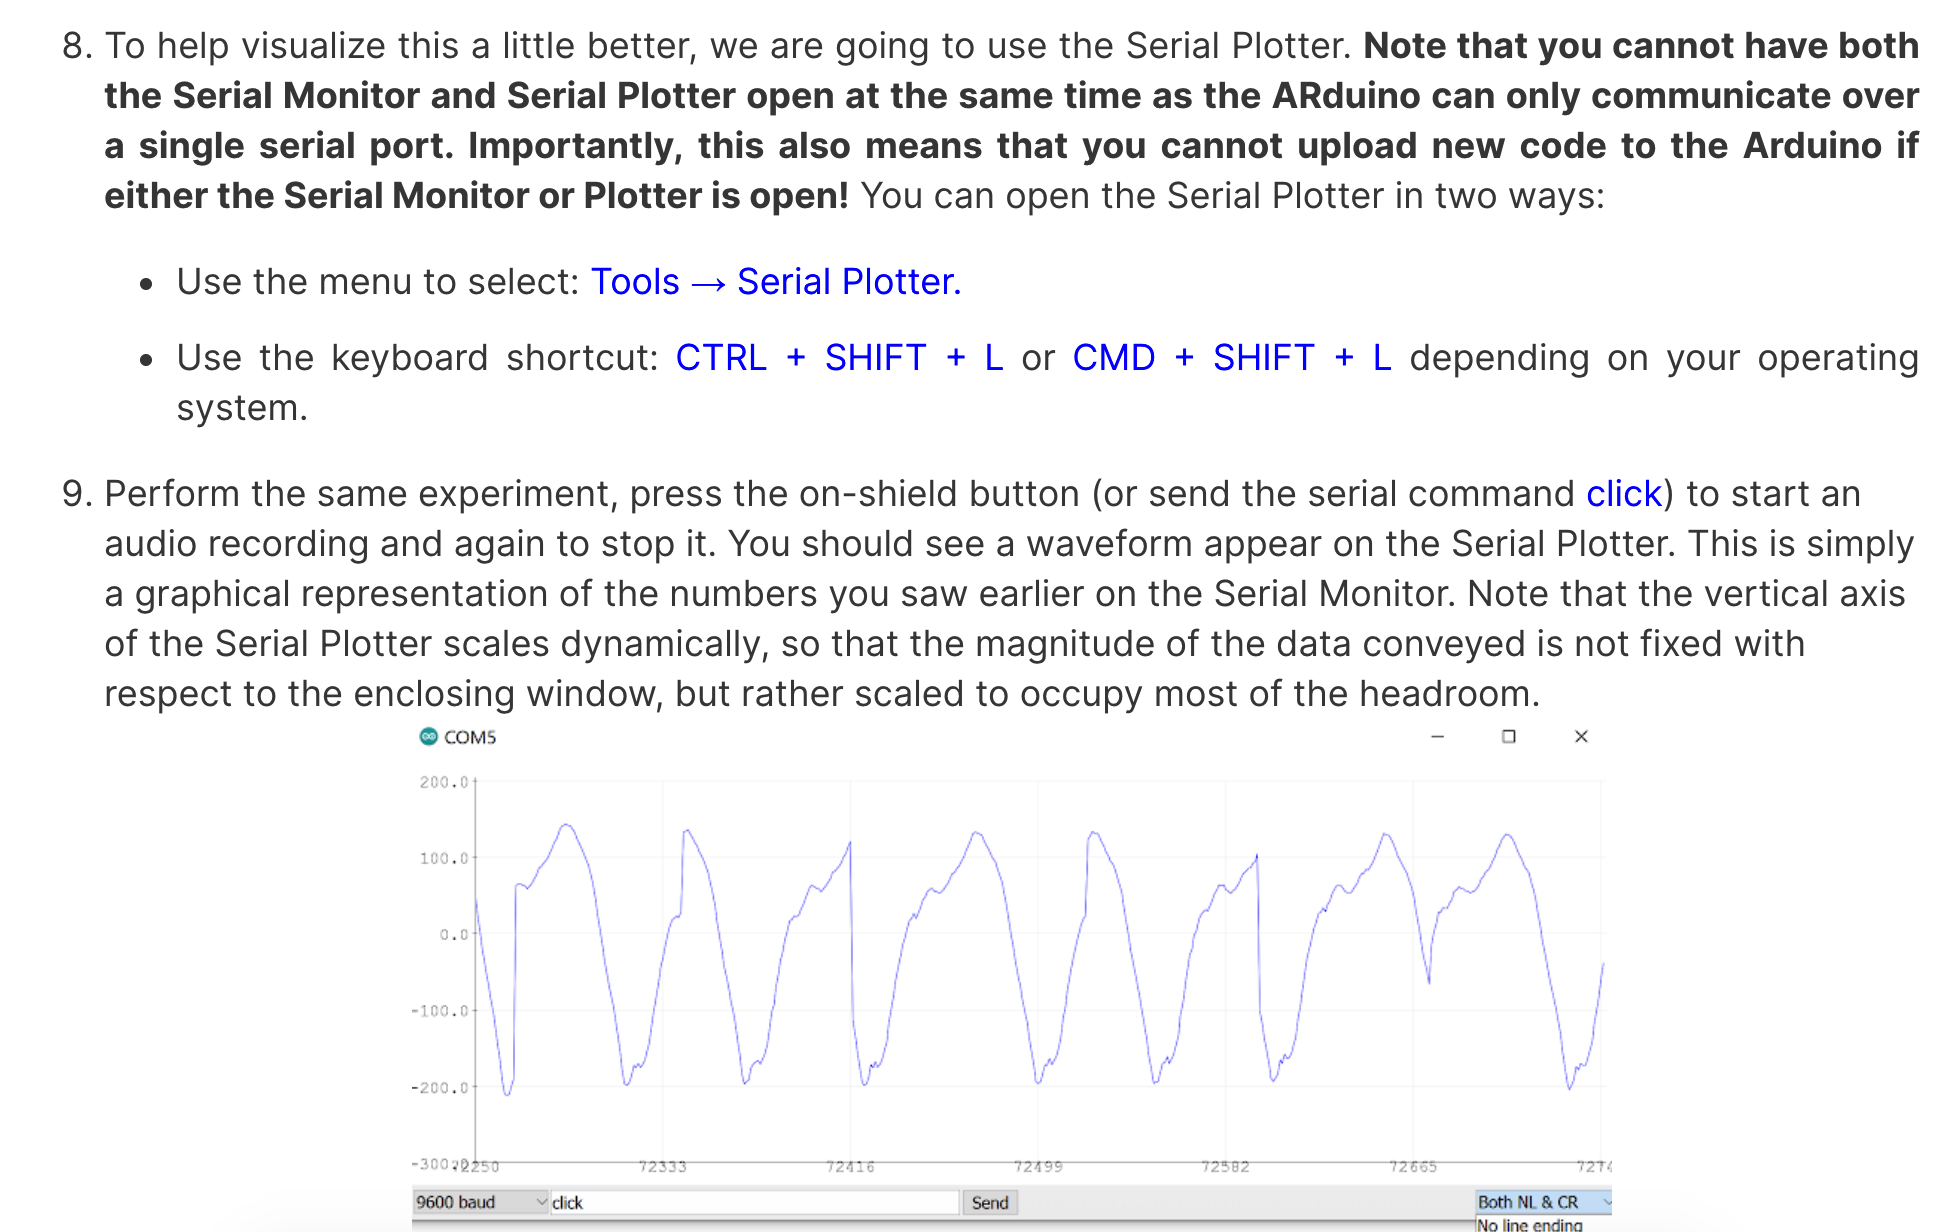 8. To help visualize this a little better, we are going to use the Serial Plotter. Note that you cannot have both
the Serial Monitor and Serial Plotter open at the same time as the ARduino can only communicate over
a single serial port. Importantly, this also means that you cannot upload new code to the Arduino if
either the Serial Monitor or Plotter is open! You can open the Serial Plotter in two ways:
• Use the menu to select: Tools → Serial Plotter.
• Use the keyboard shortcut: CTRL + SHIFT + L or CMD + SHIFT + L depending on your operating
system.
9. Perform the same experiment, press the on-shield button (or send the serial command click) to start an
audio recording and again to stop it. You should see a waveform appear on the Serial Plotter. This is simply
a graphical representation of the numbers you saw earlier on the Serial Monitor. Note that the vertical axis
of the Serial Plotter scales dynamically, so that the magnitude of the data conveyed is not fixed with
respect to the enclosing window, but rather scaled to occupy most of the headroom.
COM5
200.0
100.0
0.0
-100.0
-200.0
-300.0
72250 72333 72416 72499 72582 72665 7274
9600 baud click Send Both NL & CR
No line ending